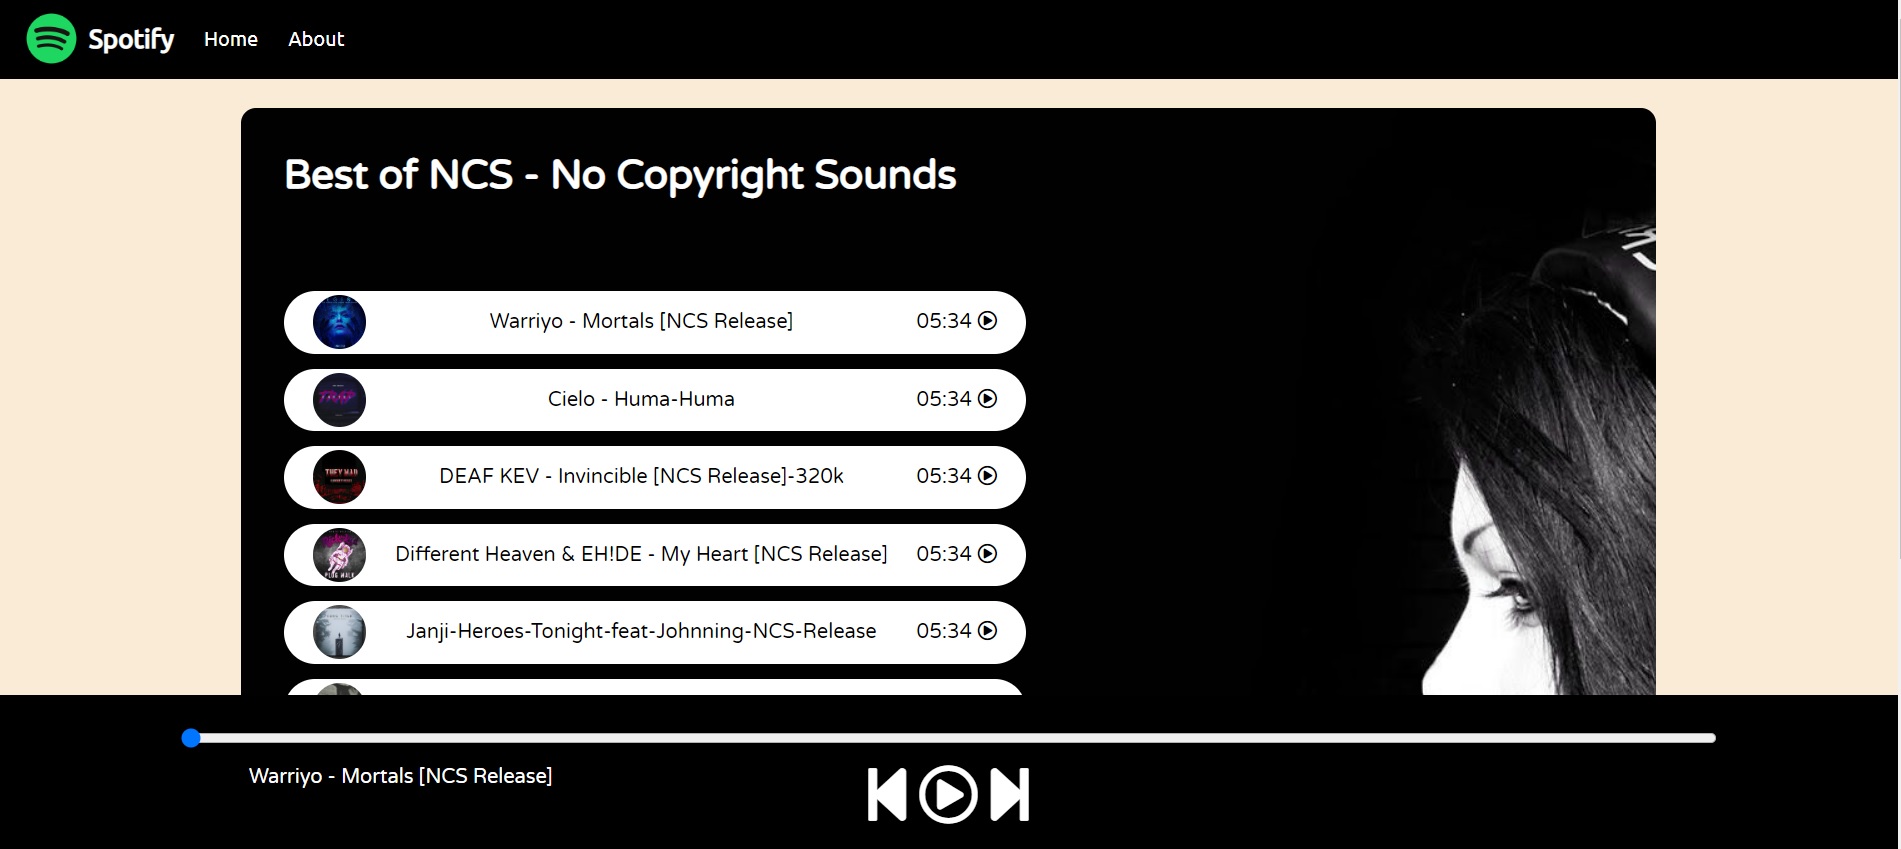 Spotify Home About
Best of NCS - No Copyright Sounds
Warriyo - Mortals [NCS Release] 05:34
Cielo - Huma-Huma 05:34
THEY MAD
DEAF KEV - Invincible [NCS Release]-320k 05:34
PLUG WALK
Different Heaven & EH!DE - My Heart [NCS Release] 05:34
Janji-Heroes-Tonight-feat-Johnning-NCS-Release 05:34
Warriyo - Mortals [NCS Release]